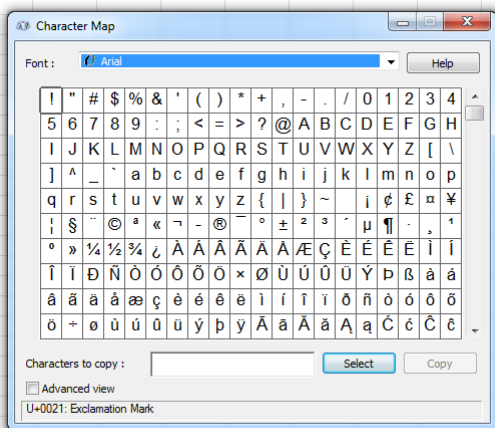 Character Map
Font : Arial Help
! " # $ % & ' ( ) * + , - . / 0 1 2 3 4
5 6 7 8 9 : ; < = > ? @ A B C D E F G H
I J K L M N O P Q R S T U V W X Y Z [ \
] ^ _ ` a b c d e f g h i j k l m n o p
q r s t u v w x y z { | } ~ ¡ ¢ £ ¤ ¥
¦ § ¨ © ª « ¬ - ® ¯ ° ± ² ³ ´ µ ¶ · ¸ ¹
º » ¼ ½ ¾ ¿ À Á Â Ã Ä Å Æ Ç È É Ê Ë Ì Í
Î Ï Ð Ñ Ò Ó Ô Õ Ö × Ø Ù Ú Û Ü Ý Þ ß à á
â ã ä å æ ç è é ê ë ì í î ï ð ñ ò ó ô õ
ö ÷ ø ù ú û ü ý þ ÿ Ā ā Ă ă Ą ą Ć ć Ĉ ĉ
Characters to copy : Select Copy
Advanced view
U+0021: Exclamation Mark